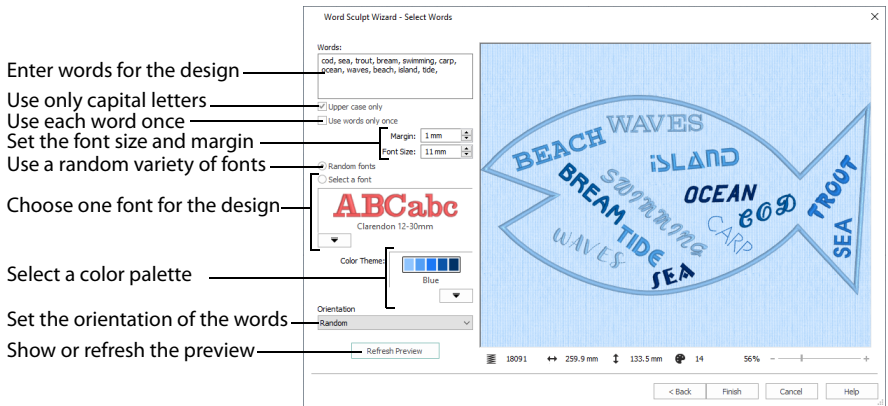 Word Sculpt Wizard - Select Words
Words:
cod, sea, trout, bream, swimming, carp,
ocean, waves, beach, island, tide,
Enter words for the design
Use only capital letters
Upper case only
Use each word once
Use words only once
Set the font size and margin
Margin: 1 mm
Font Size: 11 mm
Use a random variety of fonts
Random fonts
Select a font
Choose one font for the design
ABCabc
Clarendon 12-30mm
Select a color palette
Color Theme:
Blue
Set the orientation of the words
Orientation
Random
Show or refresh the preview
Refresh Preview
BEACH
WAVES
ISLAND
BREAM
SWIMMING
OCEAN
COD
TROUT
CARP
TIDE
WAVES
SEA
SEA
18091 259.9 mm 133.5 mm 14 56% - +
< Back Finish Cancel Help